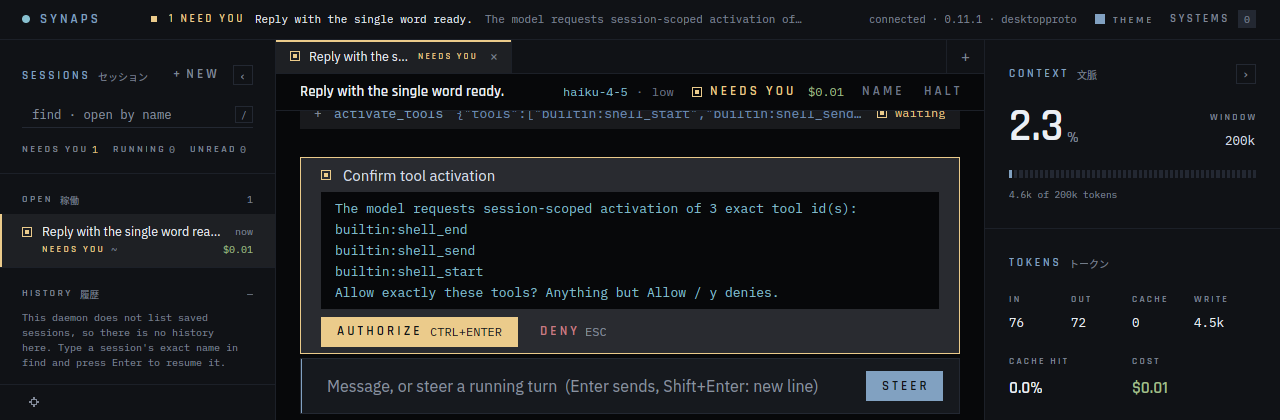 SYNAPS
1 NEED YOU Reply with the single word ready. The model requests session-scoped activation of…
connected · 0.11.1 · desktopproto
THEME
SYSTEMS 0
SESSIONS セッション + NEW ‹
find · open by name /
NEEDS YOU 1 RUNNING 0 UNREAD 0
OPEN 稼働 1
Reply with the single word rea… now
NEEDS YOU ~ $0.01
HISTORY 履歴 —
This daemon does not list saved
sessions, so there is no history
here. Type a session's exact name in
find and press Enter to resume it.
Reply with the s… NEEDS YOU ×
+
Reply with the single word ready. haiku-4-5 · low NEEDS YOU $0.01 NAME HALT
+ activate_tools {"tools":["builtin:shell_start","builtin:shell_send… Waiting
Confirm tool activation
The model requests session-scoped activation of 3 exact tool id(s):
builtin:shell_end
builtin:shell_send
builtin:shell_start
Allow exactly these tools? Anything but Allow / y denies.
AUTHORIZE CTRL+ENTER DENY ESC
Message, or steer a running turn (Enter sends, Shift+Enter: new line) STEER
CONTEXT 文脈 ›
2.3 % WINDOW
200k
4.6k of 200k tokens
TOKENS トークン
IN OUT CACHE WRITE
76 72 0 4.5k
CACHE HIT COST
0.0% $0.01